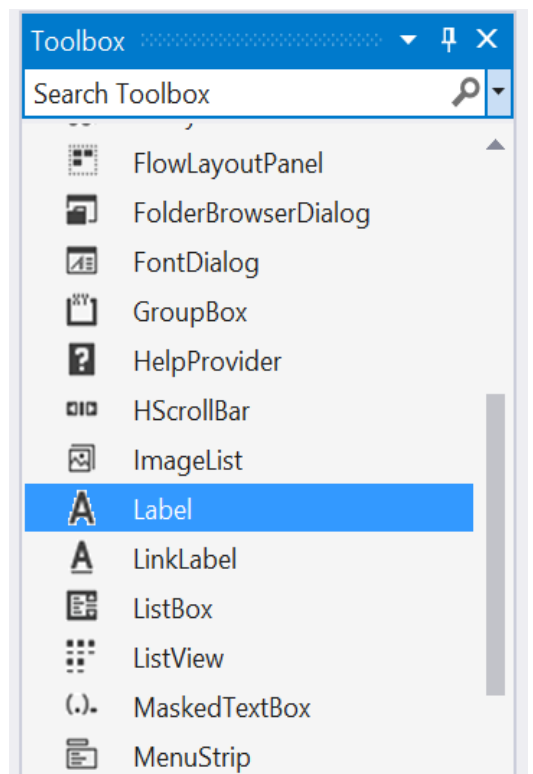 Toolbox
Search Toolbox
FlowLayoutPanel
FolderBrowserDialog
FontDialog
GroupBox
HelpProvider
HScrollBar
ImageList
Label
LinkLabel
ListBox
ListView
MaskedTextBox
MenuStrip